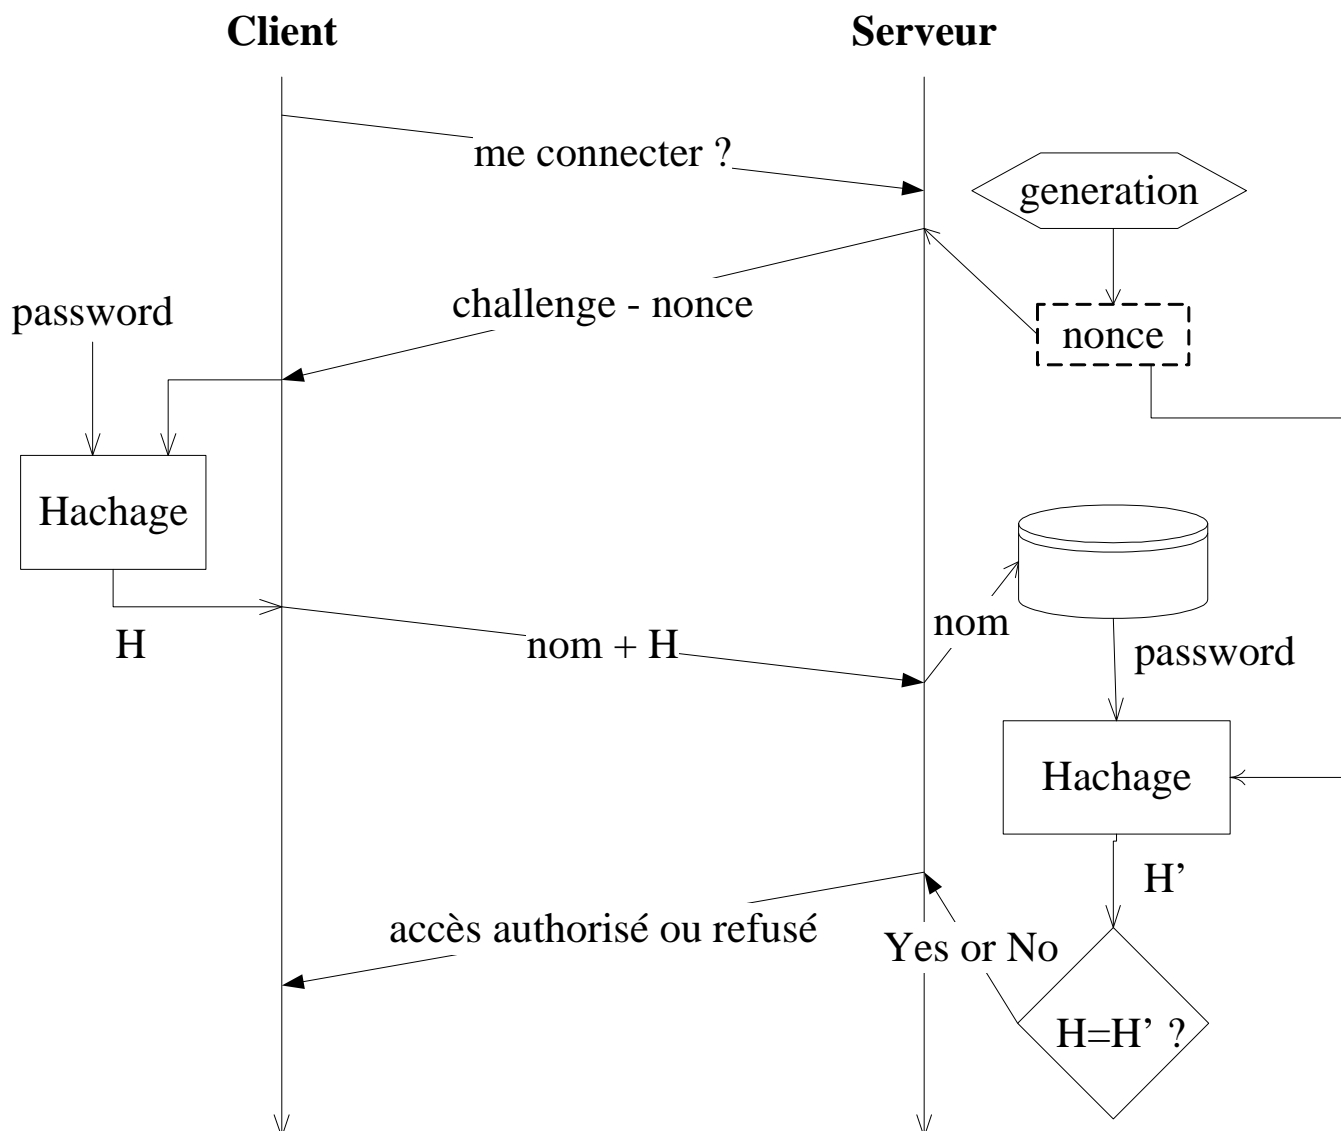 Client
Serveur
me connecter ?
generation
challenge - nonce
password
nonce
Hachage
H
nom + H
nom
password
Hachage
H’
accès authorisé ou refusé
Yes or No
H=H’ ?